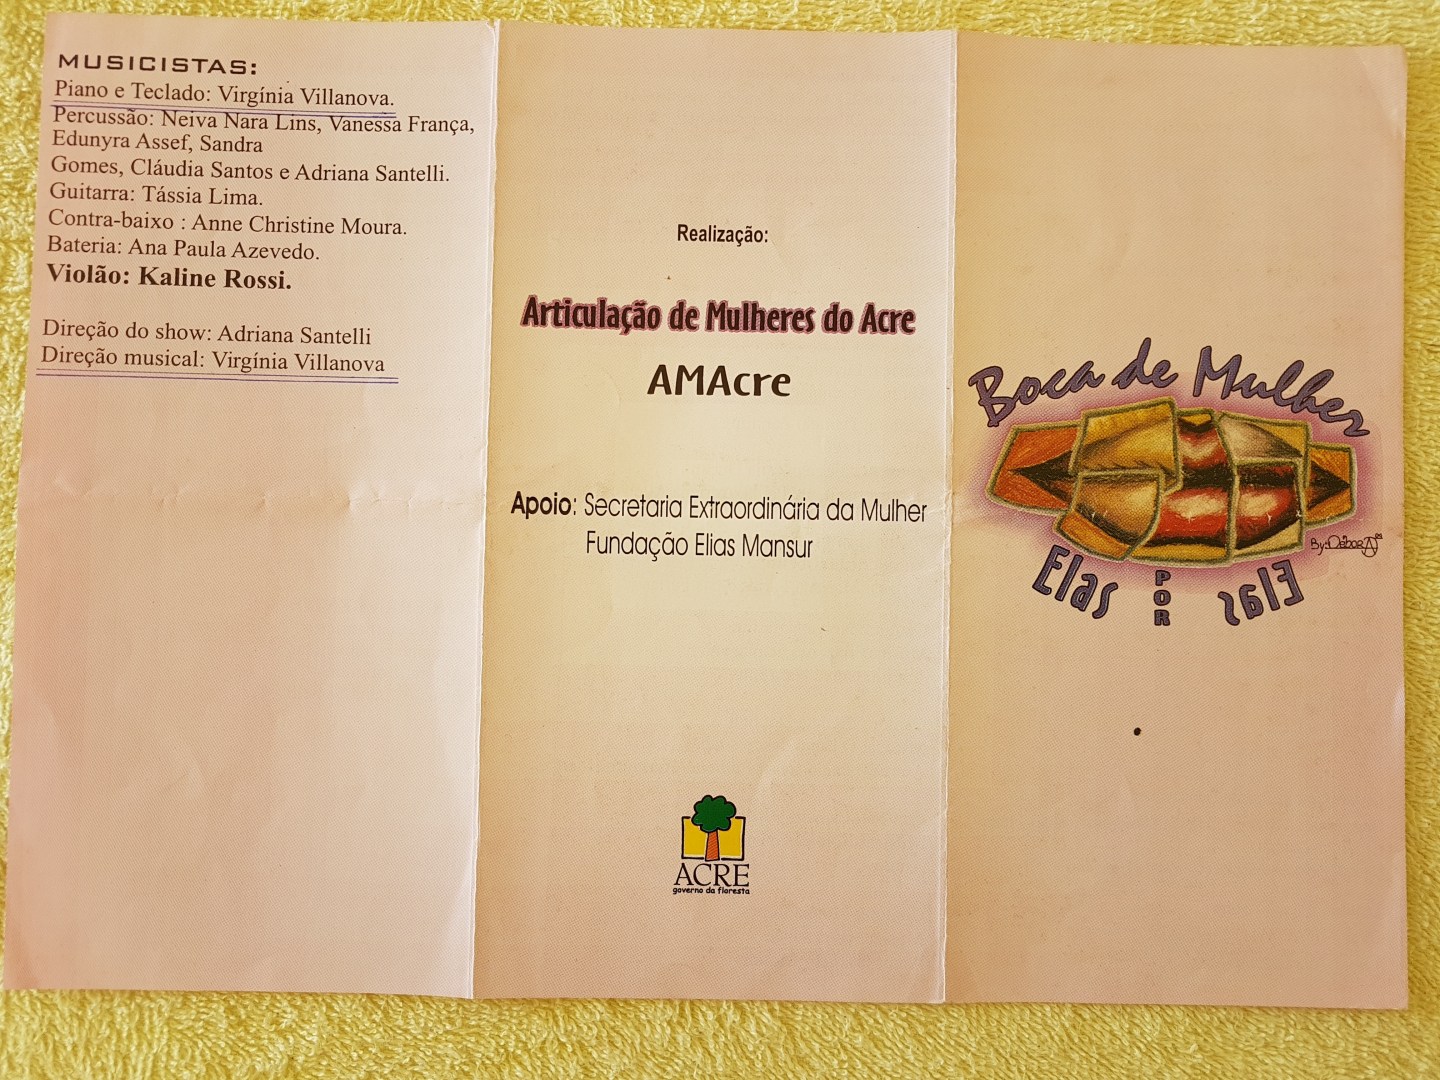 MUSICISTAS:
Piano e Teclado: Virgínia Villanova.
Percussão: Neiva Nara Lins, Vanessa França,
Edunyra Assef, Sandra
Gomes, Cláudia Santos e Adriana Santelli.
Guitarra: Tássia Lima.
Contra-baixo : Anne Christine Moura.
Bateria: Ana Paula Azevedo.
Violão: Kaline Rossi.
Direção do show: Adriana Santelli
Direção musical: Virgínia Villanova
Realização:
Articulação de Mulheres do Acre
AMAcre
Apoio: Secretaria Extraordinária da Mulher
Fundação Elias Mansur
ACRE
governo da floresta
Boca de Mulher
By: Débora
Elas POR Elas